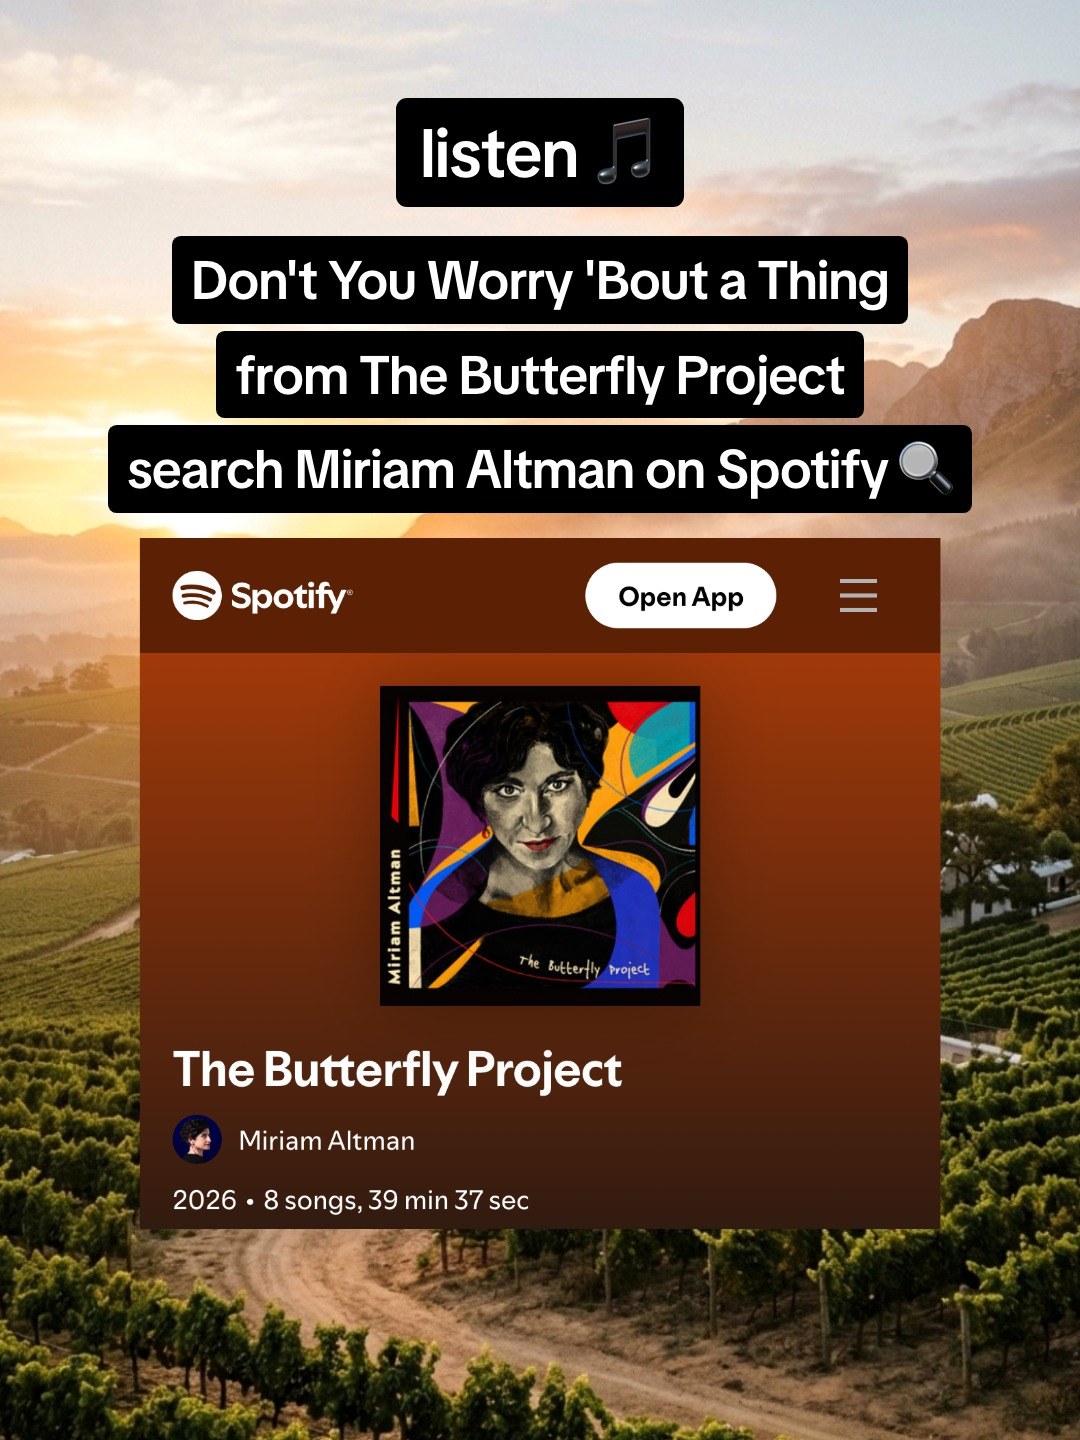 listen 🎵
Don't You Worry 'Bout a Thing
from The Butterfly Project
search Miriam Altman on Spotify 🔍
Spotify®
Open App
Miriam Altman
The Butterfly Project
The Butterfly Project
Miriam Altman
2026 • 8 songs, 39 min 37 sec